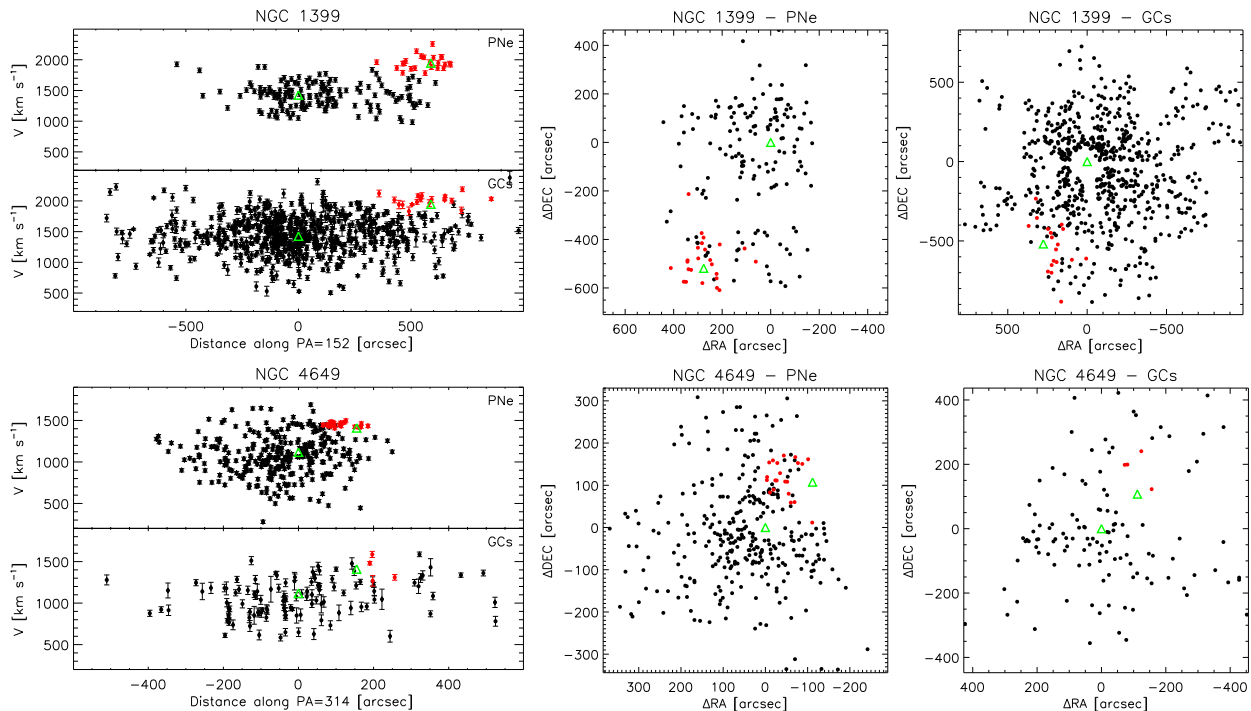 NGC 1399
PNe
V [km s⁻¹]
2000
1500
1000
500
GCs
V [km s⁻¹]
2000
1500
1000
500
-500 0 500
Distance along PA=152 [arcsec]
NGC 1399 - PNe
ΔDEC [arcsec]
400
200
0
-200
-400
-600
600 400 200 0 -200 -400
ΔRA [arcsec]
NGC 1399 - GCs
ΔDEC [arcsec]
500
0
-500
500 0 -500
ΔRA [arcsec]
NGC 4649
PNe
V [km s⁻¹]
1500
1000
500
GCs
V [km s⁻¹]
1500
1000
500
-400 -200 0 200 400
Distance along PA=314 [arcsec]
NGC 4649 - PNe
ΔDEC [arcsec]
300
200
100
0
-100
-200
-300
300 200 100 0 -100 -200
ΔRA [arcsec]
NGC 4649 - GCs
ΔDEC [arcsec]
400
200
0
-200
-400
400 200 0 -200 -400
ΔRA [arcsec]